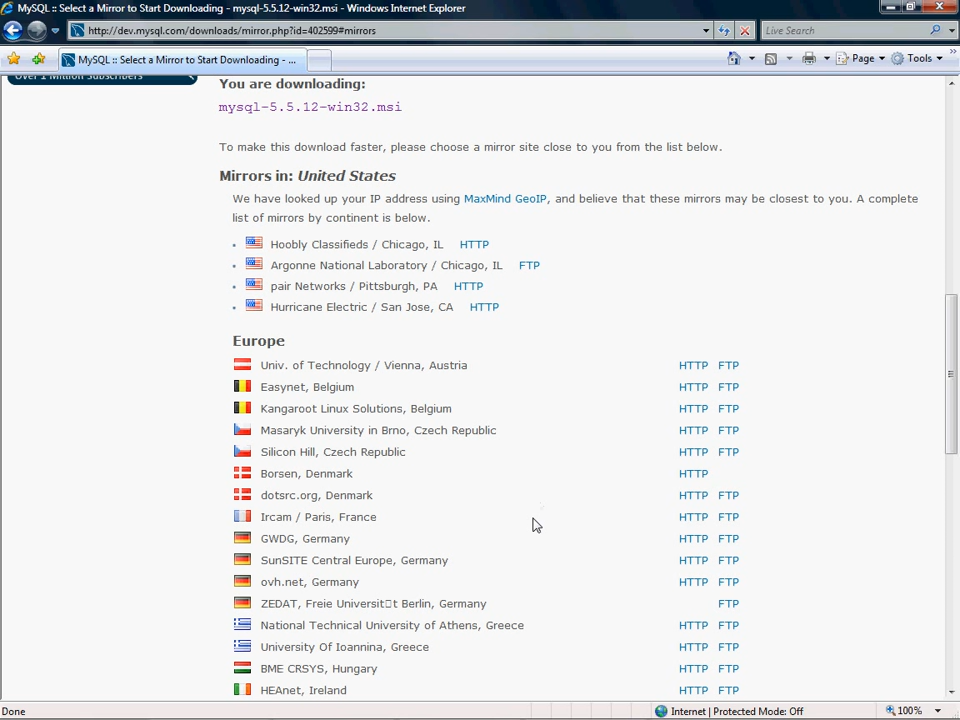 MySQL :: Select a Mirror to Start Downloading - mysql-5.5.12-win32.msi - Windows Internet Explorer
http://dev.mysql.com/downloads/mirror.php?id=402599#mirrors
Live Search
MySQL :: Select a Mirror to Start Downloading - ...
Page
Tools
Over 1 Million Subscribers
You are downloading:
mysql-5.5.12-win32.msi
To make this download faster, please choose a mirror site close to you from the list below.
Mirrors in: United States
We have looked up your IP address using MaxMind GeoIP, and believe that these mirrors may be closest to you. A complete
list of mirrors by continent is below.
Hoobly Classifieds / Chicago, IL HTTP
Argonne National Laboratory / Chicago, IL FTP
pair Networks / Pittsburgh, PA HTTP
Hurricane Electric / San Jose, CA HTTP
Europe
Univ. of Technology / Vienna, Austria HTTP FTP
Easynet, Belgium HTTP FTP
Kangaroot Linux Solutions, Belgium HTTP FTP
Masaryk University in Brno, Czech Republic HTTP FTP
Silicon Hill, Czech Republic HTTP FTP
Borsen, Denmark HTTP
dotsrc.org, Denmark HTTP FTP
Ircam / Paris, France HTTP FTP
GWDG, Germany HTTP FTP
SunSITE Central Europe, Germany HTTP FTP
ovh.net, Germany HTTP FTP
ZEDAT, Freie Universit▯t Berlin, Germany FTP
National Technical University of Athens, Greece HTTP FTP
University Of Ioannina, Greece HTTP FTP
BME CRSYS, Hungary HTTP FTP
HEAnet, Ireland HTTP FTP
Done
Internet | Protected Mode: Off
100%